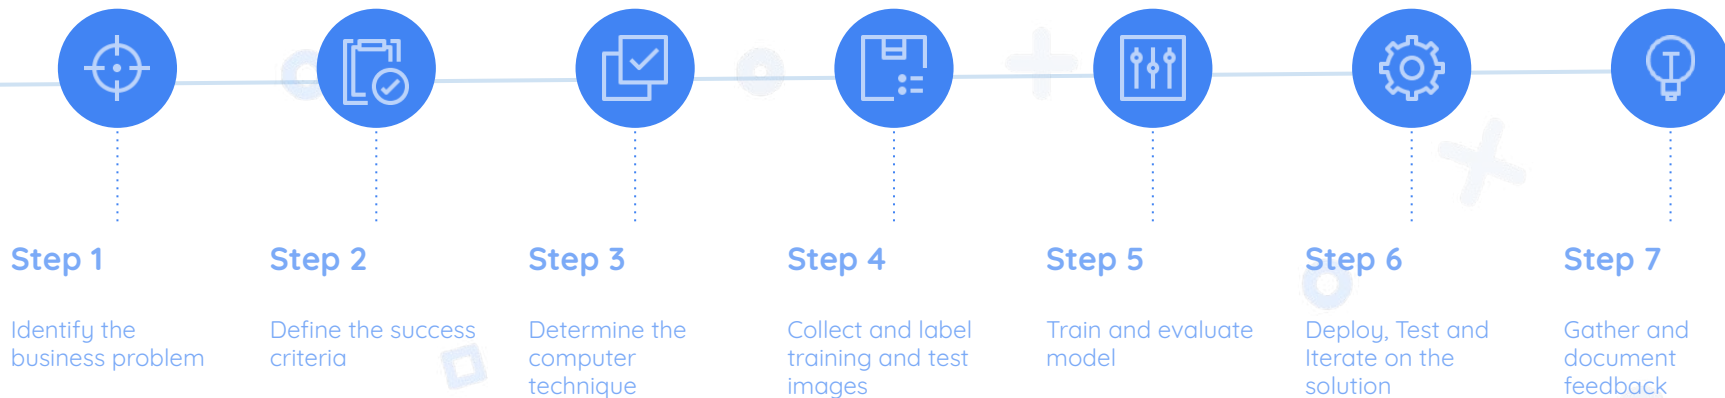 Step 1
Identify the
business problem
Step 2
Define the success
criteria
Step 3
Determine the
computer
technique
Step 4
Collect and label
training and test
images
Step 5
Train and evaluate
model
Step 6
Deploy, Test and
Iterate on the
solution
Step 7
Gather and
document
feedback